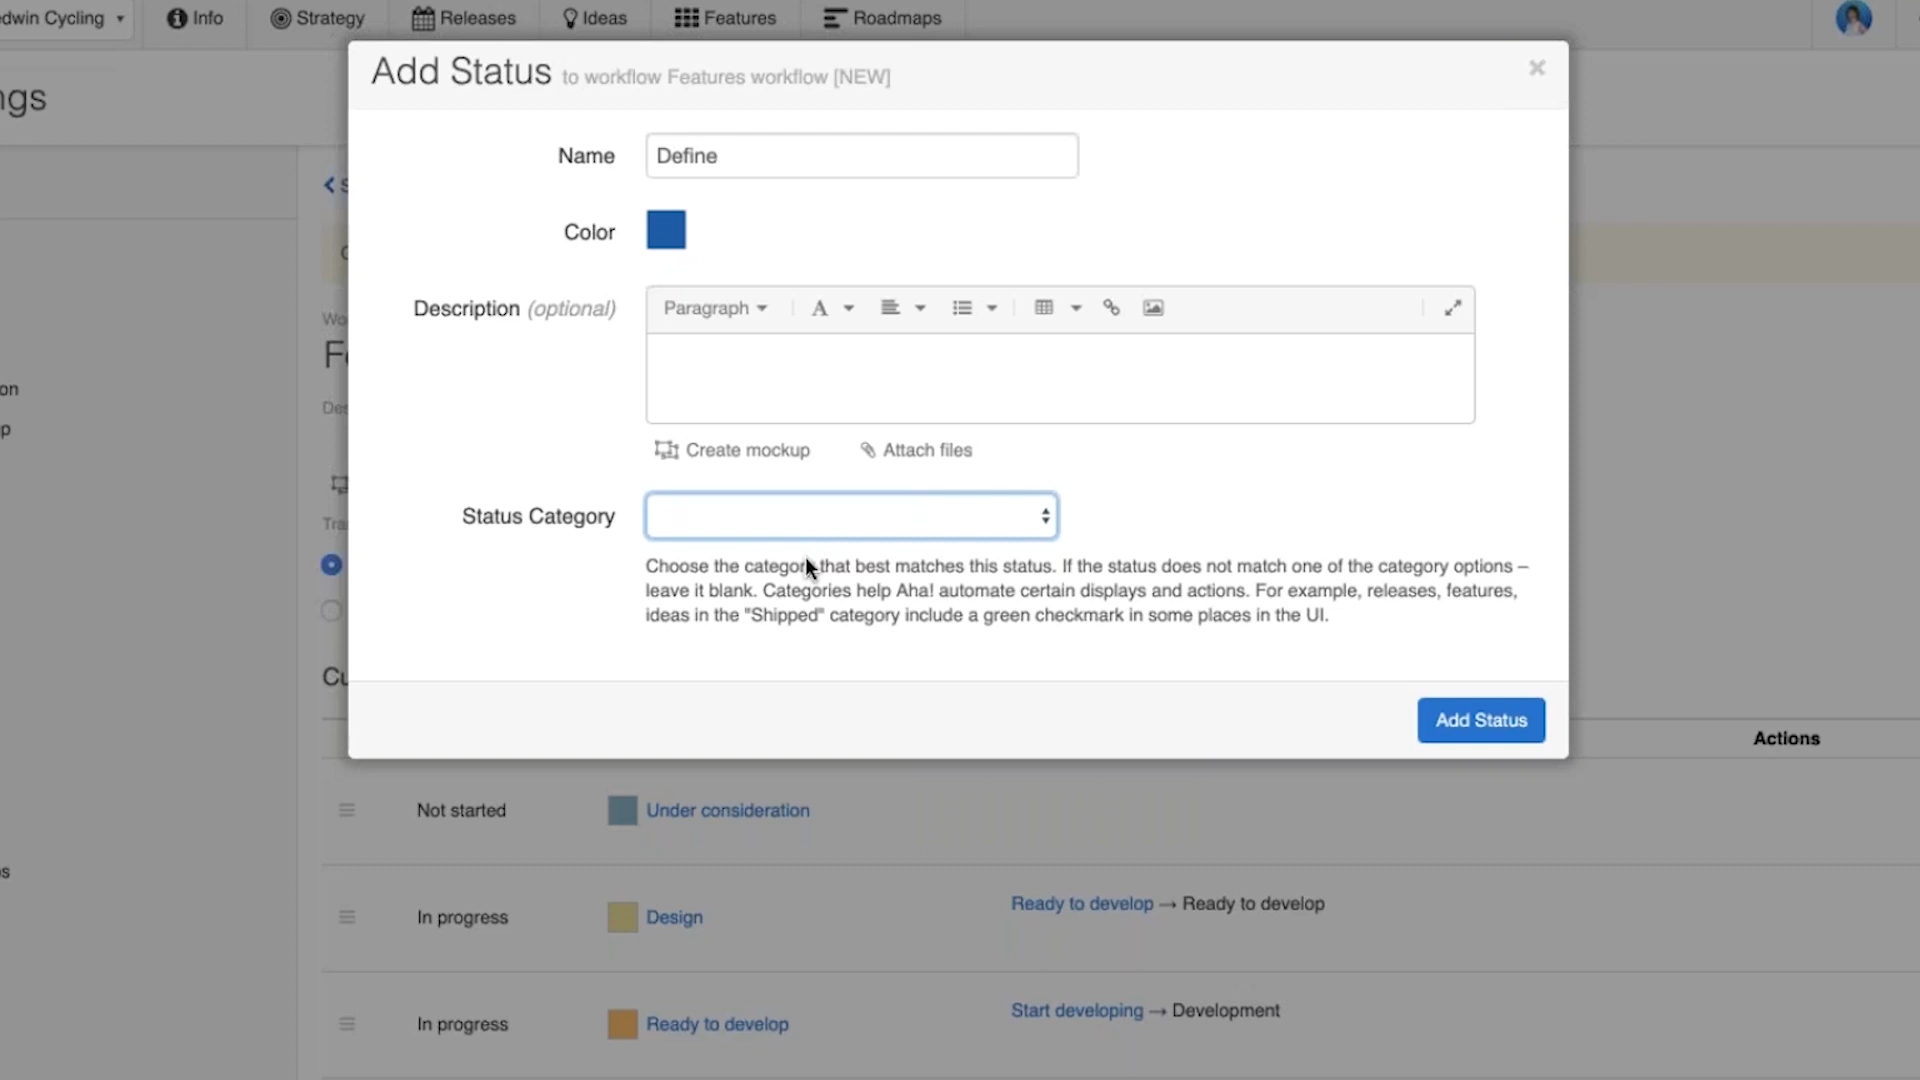 dwin Cycling
Info
Strategy
Releases
Ideas
Features
Roadmaps
Add Status to workflow Features workflow [NEW]
ngs
Name
Define
Color
Description (optional)
Paragraph
Create mockup
Attach files
Status Category
Choose the category that best matches this status. If the status does not match one of the category options –
leave it blank. Categories help Aha! automate certain displays and actions. For example, releases, features,
ideas in the "Shipped" category include a green checkmark in some places in the UI.
Add Status
Actions
Not started
Under consideration
In progress
Design
Ready to develop → Ready to develop
In progress
Ready to develop
Start developing → Development